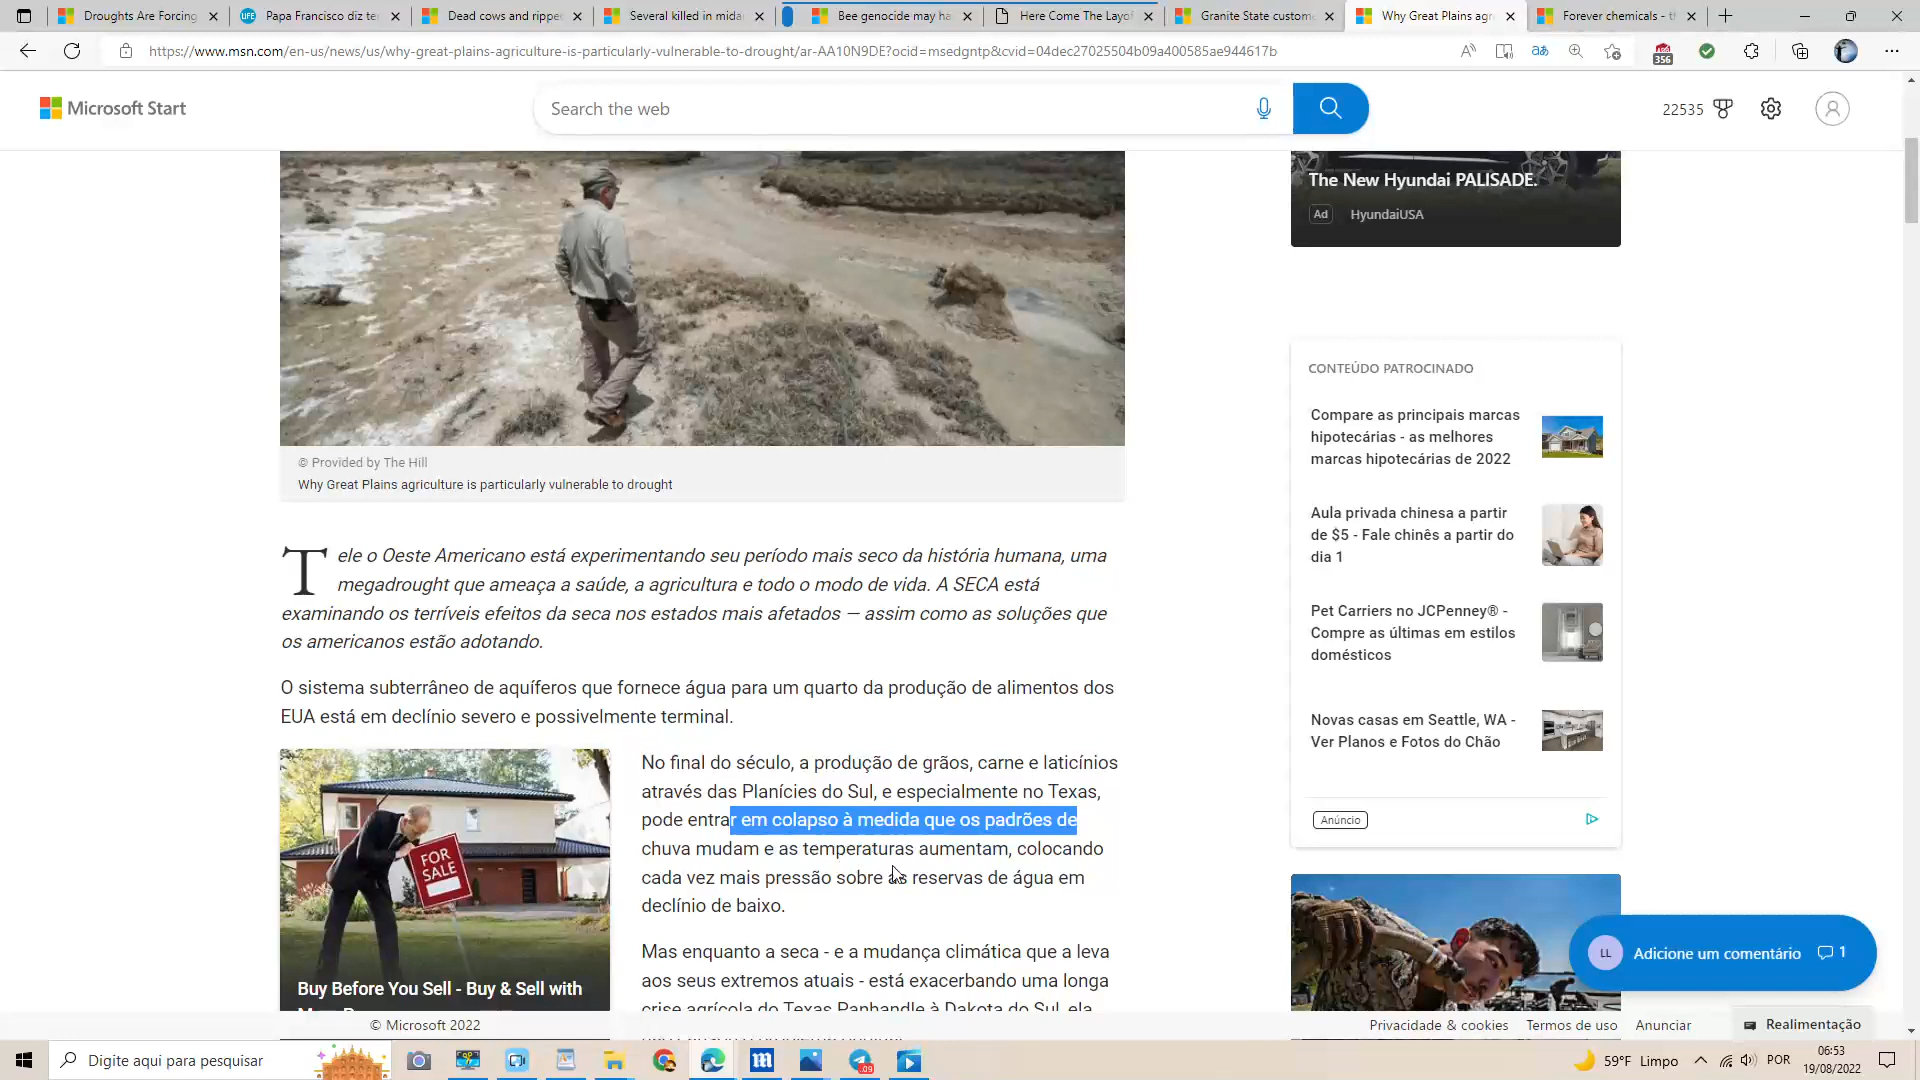 Droughts Are Forcing
Papa Francisco diz te
Dead cows and rippe
Several killed in mida
Bee genocide may ha
Here Come The Layof
Granite State custome
Why Great Plains agr
Forever chemicals - t
https://www.msn.com/en-us/news/us/why-great-plains-agriculture-is-particularly-vulnerable-to-drought/ar-AA10N9DE?ocid=msedgntp&cvid=04dec27025504b09a400585ae944617b
356
Microsoft Start
Search the web
22535
The New Hyundai PALISADE.
Ad HyundaiUSA
© Provided by The Hill
Why Great Plains agriculture is particularly vulnerable to drought
Tele o Oeste Americano está experimentando seu período mais seco da história humana, uma
megadrought que ameaça a saúde, a agricultura e todo o modo de vida. A SECA está
examinando os terríveis efeitos da seca nos estados mais afetados — assim como as soluções que
os americanos estão adotando.
O sistema subterrâneo de aquíferos que fornece água para um quarto da produção de alimentos dos
EUA está em declínio severo e possivelmente terminal.
FOR
SALE
Buy Before You Sell - Buy & Sell with
No final do século, a produção de grãos, carne e laticínios
através das Planícies do Sul, e especialmente no Texas,
pode entrar em colapso à medida que os padrões de
chuva mudam e as temperaturas aumentam, colocando
cada vez mais pressão sobre as reservas de água em
declínio de baixo.
Mas enquanto a seca - e a mudança climática que a leva
aos seus extremos atuais - está exacerbando uma longa
crise agrícola do Texas Panhandle à Dakota do Sul, ela
CONTEÚDO PATROCINADO
Compare as principais marcas
hipotecárias - as melhores
marcas hipotecárias de 2022
Aula privada chinesa a partir
de $5 - Fale chinês a partir do
dia 1
Pet Carriers no JCPenney® -
Compre as últimas em estilos
domésticos
Novas casas em Seattle, WA -
Ver Planos e Fotos do Chão
Anúncio
LL Adicione um comentário 1
© Microsoft 2022
Privacidade & cookies Termos de uso Anunciar Realimentação
Digite aqui para pesquisar
.09
59°F Limpo
POR
06:53
19/08/2022